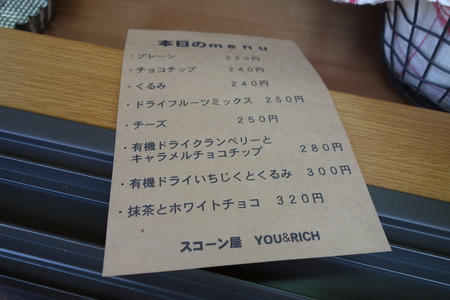 本日のmenu
・プレーン 220円
・チョコチップ 240円
・くるみ 240円
・ドライフルーツミックス 250円
・チーズ 250円
・有機ドライクランベリーと
キャラメルチョコチップ 280円
・有機ドライいちじくとくるみ 300円
・抹茶とホワイトチョコ 320円
スコーン屋 YOU&RICH